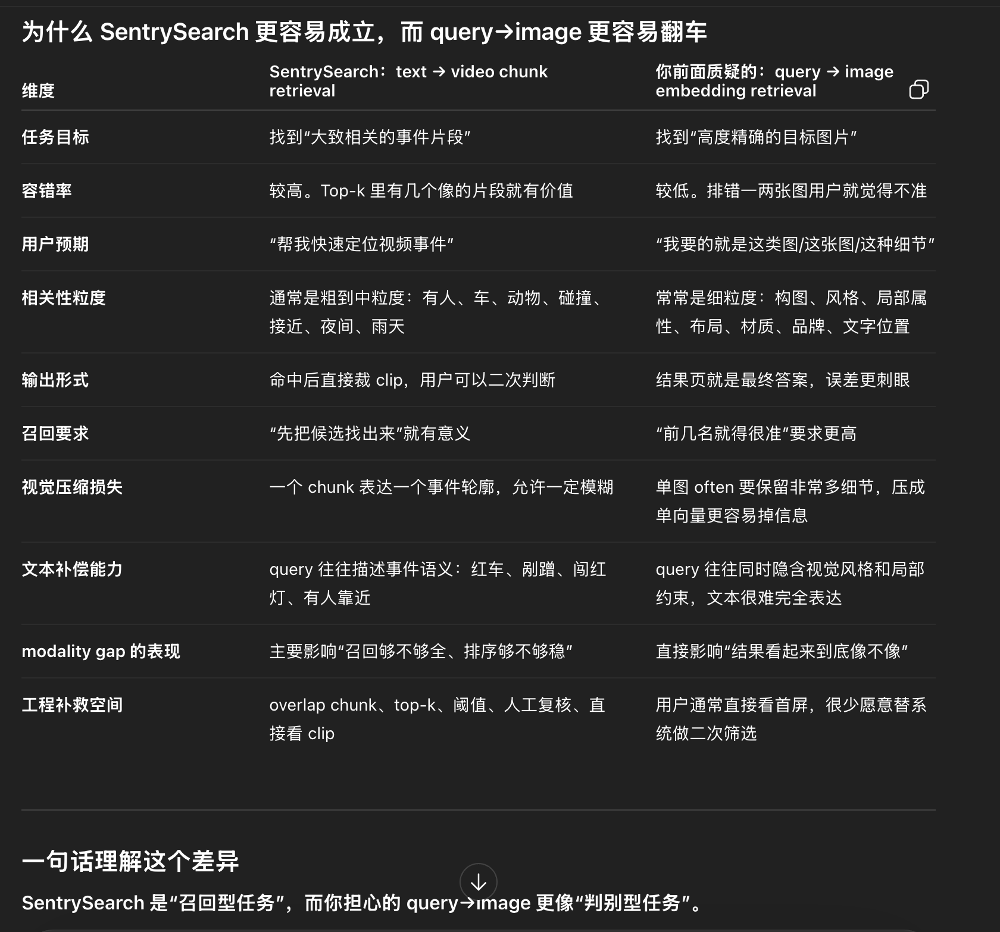 为什么 SentrySearch 更容易成立，而 query→image 更容易翻车
维度
SentrySearch：text → video chunk
retrieval
你前面质疑的：query → image
embedding retrieval
任务目标
找到“大致相关的事件片段”
找到“高度精确的目标图片”
容错率
较高。Top-k 里有几个像的片段就有价值
较低。排错一两张图用户就觉得不准
用户预期
“帮我快速定位视频事件”
“我要的就是这类图/这张图/这种细节”
相关性粒度
通常是粗到中粒度：有人、车、动物、碰撞、
接近、夜间、雨天
常常是细粒度：构图、风格、局部属
性、布局、材质、品牌、文字位置
输出形式
命中后直接裁 clip，用户可以二次判断
结果页就是最终答案，误差更刺眼
召回要求
“先把候选找出来”就有意义
“前几名就得很准”要求更高
视觉压缩损失
一个 chunk 表达一个事件轮廓，允许一定模糊
单图 often 要保留非常多细节，压成
单向量更容易掉信息
文本补偿能力
query 往往描述事件语义：红车、剐蹭、闯红
灯、有人靠近
query 往往同时隐含视觉风格和局部
约束，文本很难完全表达
modality gap 的表现
主要影响“召回够不够全、排序够不够稳”
直接影响“结果看起来到底像不像”
工程补救空间
overlap chunk、top-k、阈值、人工复核、直
接看 clip
用户通常直接看首屏，很少愿意替系
统做二次筛选
一句话理解这个差异
SentrySearch 是“召回型任务”，而你担心的 query→image 更像“判别型任务”。